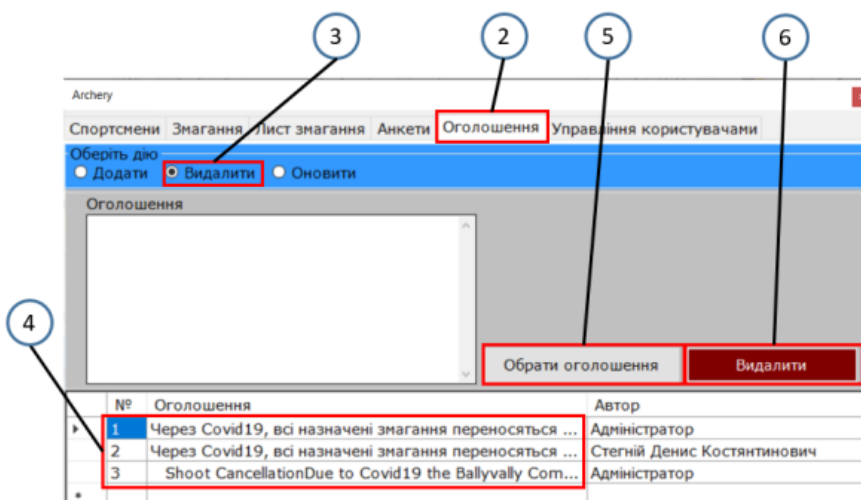 3 2 5 6
Archery
Спортсмени Змагання Лист змагання Анкети Оголошення Управління користувачами
Оберіть дію
Додати Видалити Оновити
Оголошення
4
Обрати оголошення Видалити
№ Оголошення Автор
1 Через Covid19, всі назначені змагання переносяться ... Адміністратор
2 Через Covid19, всі назначені змагання переносяться ... Стегній Денис Костянтинович
3 Shoot CancellationDue to Covid19 the Ballyvally Com... Адміністратор